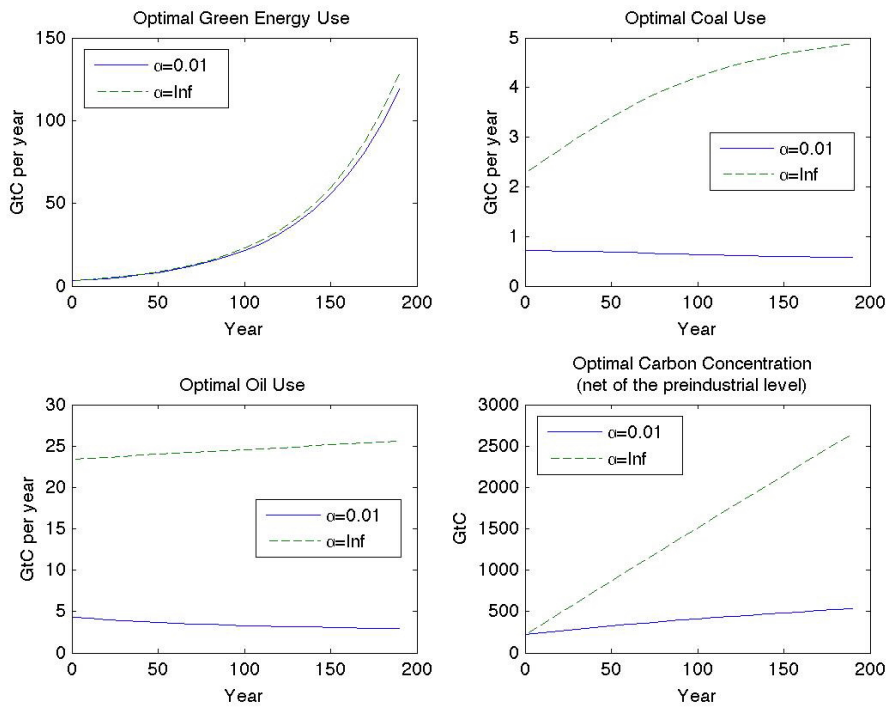 Optimal Green Energy Use
150
100
50
0
GtC per year
α=0.01
α=Inf
0 50 100 150 200
Year
Optimal Coal Use
5
4
3
2
1
0
GtC per year
α=0.01
α=Inf
0 50 100 150 200
Year
Optimal Oil Use
30
25
20
15
10
5
0
GtC per year
α=0.01
α=Inf
0 50 100 150 200
Year
Optimal Carbon Concentration
(net of the preindustrial level)
3000
2500
2000
1500
1000
500
0
GtC
α=0.01
α=Inf
0 50 100 150 200
Year